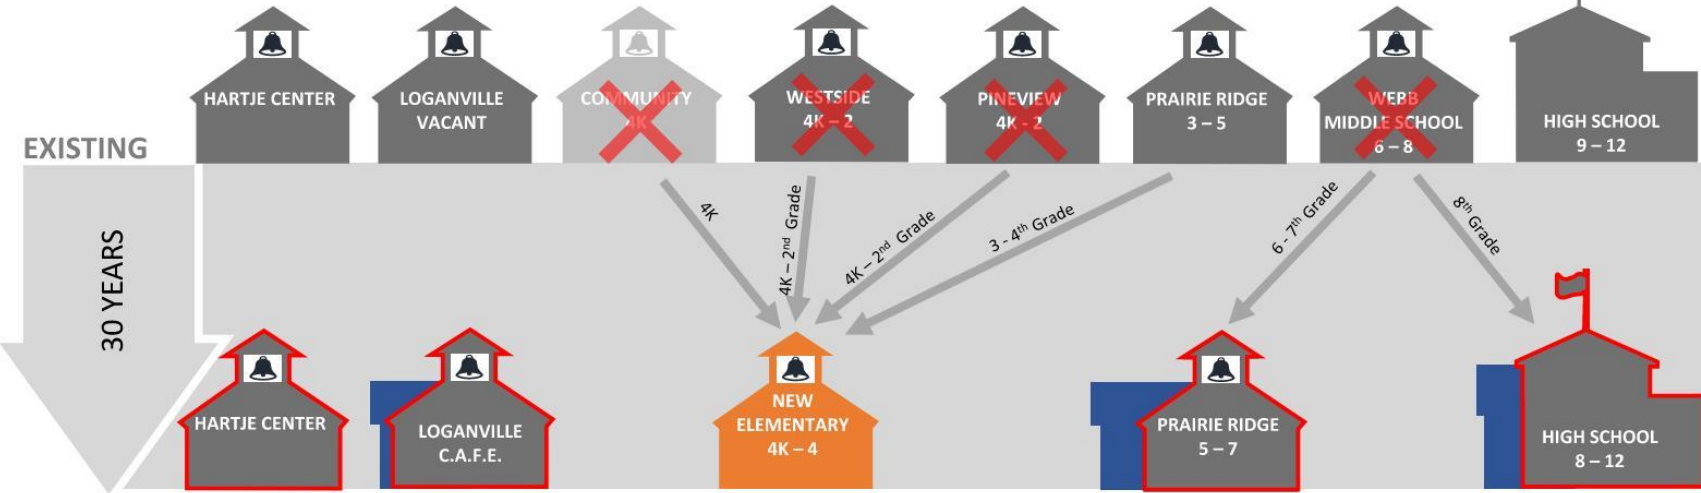 HARTJE CENTER
LOGANVILLE
VACANT
COMMUNITY
4K
WESTSIDE
4K – 2
PINEVIEW
4K - 2
PRAIRIE RIDGE
3 – 5
WEBB
MIDDLE SCHOOL
6 – 8
HIGH SCHOOL
9 – 12
EXISTING
30 YEARS
4K
4K – 2nd Grade
4K – 2nd Grade
3 - 4th Grade
6 - 7th Grade
8th Grade
HARTJE CENTER
LOGANVILLE
C.A.F.E.
NEW
ELEMENTARY
4K – 4
PRAIRIE RIDGE
5 – 7
HIGH SCHOOL
8 – 12